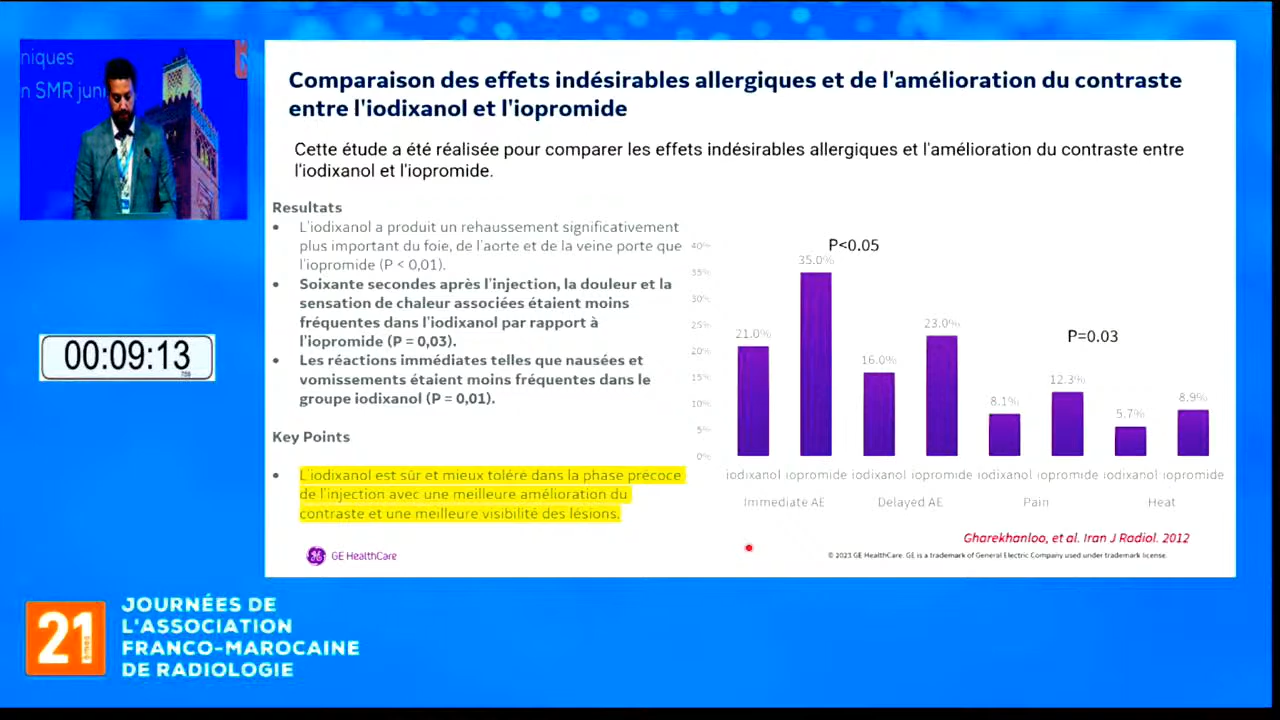 niques
n SMR juni
Comparaison des effets indésirables allergiques et de l'amélioration du contraste
entre l'iodixanol et l'iopromide
Cette étude a été réalisée pour comparer les effets indésirables allergiques et l'amélioration du contraste entre
l'iodixanol et l'iopromide.
Resultats
• L'iodixanol a produit un rehaussement significativement
plus important du foie, de l'aorte et de la veine porte que
l'iopromide (P < 0,01).
• Soixante secondes après l'injection, la douleur et la
sensation de chaleur associées étaient moins
fréquentes dans l'iodixanol par rapport à
l'iopromide (P = 0,03).
• Les réactions immédiates telles que nausées et
vomissements étaient moins fréquentes dans le
groupe iodixanol (P = 0,01).
Key Points
• L'iodixanol est sûr et mieux toléré dans la phase précoce
de l'injection avec une meilleure amélioration du
contraste et une meilleure visibilité des lésions.
GE HealthCare
P<0.05
P=0.03
40%
35%
30%
25%
20%
15%
10%
5%
0%
21.0% 35.0% 16.0% 23.0% 8.1% 12.3% 5.7% 8.9%
iodixanol iopromide iodixanol iopromide iodixanol iopromide iodixanol iopromide
Immediate AE Delayed AE Pain Heat
Gharekhanloo, et al. Iran J Radiol. 2012
© 2023 GE HealthCare. GE is a trademark of General Electric Company used under trademark license.
00:09:13
21
èmes
JOURNÉES DE
L'ASSOCIATION
FRANCO-MAROCAINE
DE RADIOLOGIE